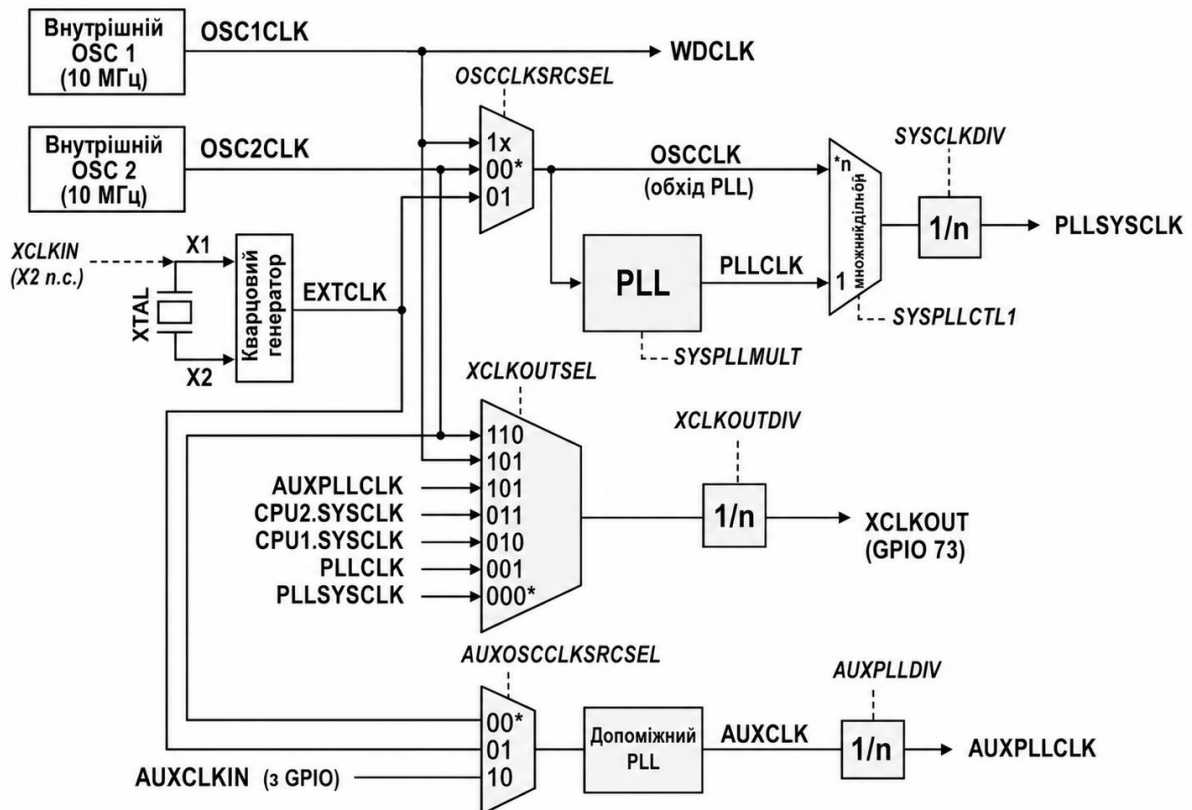 Внутрішній
OSC 1
(10 МГц)
OSC1CLK
WDCLK
OSCCLKSRCSEL
Внутрішній
OSC 2
(10 МГц)
OSC2CLK
1x
00*
01
OSCCLK
(обхід PLL)
*n
1
SYSCLKDIV
1/n
PLLSYSCLK
XCLKIN
(X2 n.c.)
X1
XTAL
X2
Кварцовий
генератор
EXTCLK
PLL
PLLCLK
SYSPLLCTL1
SYSPLLMULT
XCLKOUTSEL
110
101
AUXPLLCLK
101
CPU2.SYSCLK
011
CPU1.SYSCLK
010
PLLCLK
001
PLLSYSCLK
000*
XCLKOUTDIV
1/n
XCLKOUT
(GPIO 73)
AUXOSCCLKSRCSEL
00*
01
AUXCLKIN (з GPIO)
10
Допоміжний
PLL
AUXCLK
AUXPLLDIV
1/n
AUXPLLCLK